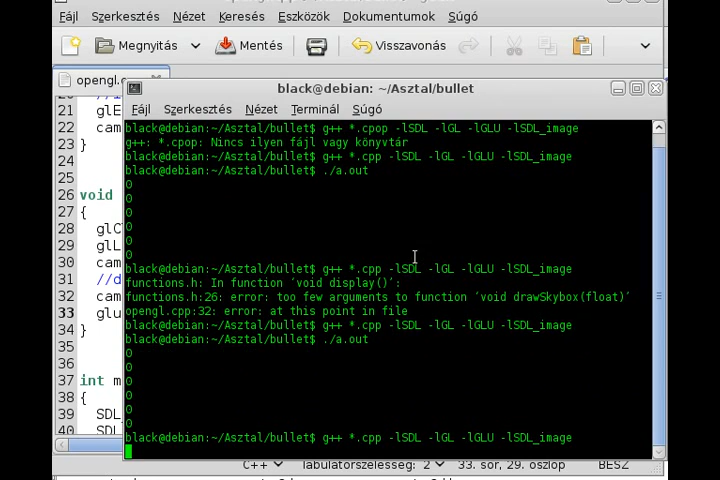 Fájl Szerkesztés Nézet Keresés Eszközök Dokumentumok Súgó
Megnyitás Mentés Visszavonás
opengl.c
black@debian: ~/Asztal/bullet
Fájl Szerkesztés Nézet Terminál Súgó
21 glE
22 cam
23 }
24
25
26 void
27 {
28 glC
29 glL
30 cam
31 //d
32 cam
33 glu
34 }
35
36
37 int m
38 {
39 SDL
40 SDL
black@debian:~/Asztal/bullet$ g++ *.cpop -lSDL -lGL -lGLU -lSDL_image
g++: *.cpop: Nincs ilyen fájl vagy könyvtár
black@debian:~/Asztal/bullet$ g++ *.cpp -lSDL -lGL -lGLU -lSDL_image
black@debian:~/Asztal/bullet$ ./a.out
0
0
0
0
0
0
black@debian:~/Asztal/bullet$ g++ *.cpp -lSDL -lGL -lGLU -lSDL_image
functions.h: In function ‘void display()’:
functions.h:26: error: too few arguments to function ‘void drawSkybox(float)’
opengl.cpp:32: error: at this point in file
black@debian:~/Asztal/bullet$ g++ *.cpp -lSDL -lGL -lGLU -lSDL_image
black@debian:~/Asztal/bullet$ ./a.out
0
0
0
0
0
0
black@debian:~/Asztal/bullet$ g++ *.cpp -lSDL -lGL -lGLU -lSDL_image
C++ Tabulátorszélesség: 2 33. sor, 29. oszlop BESZ